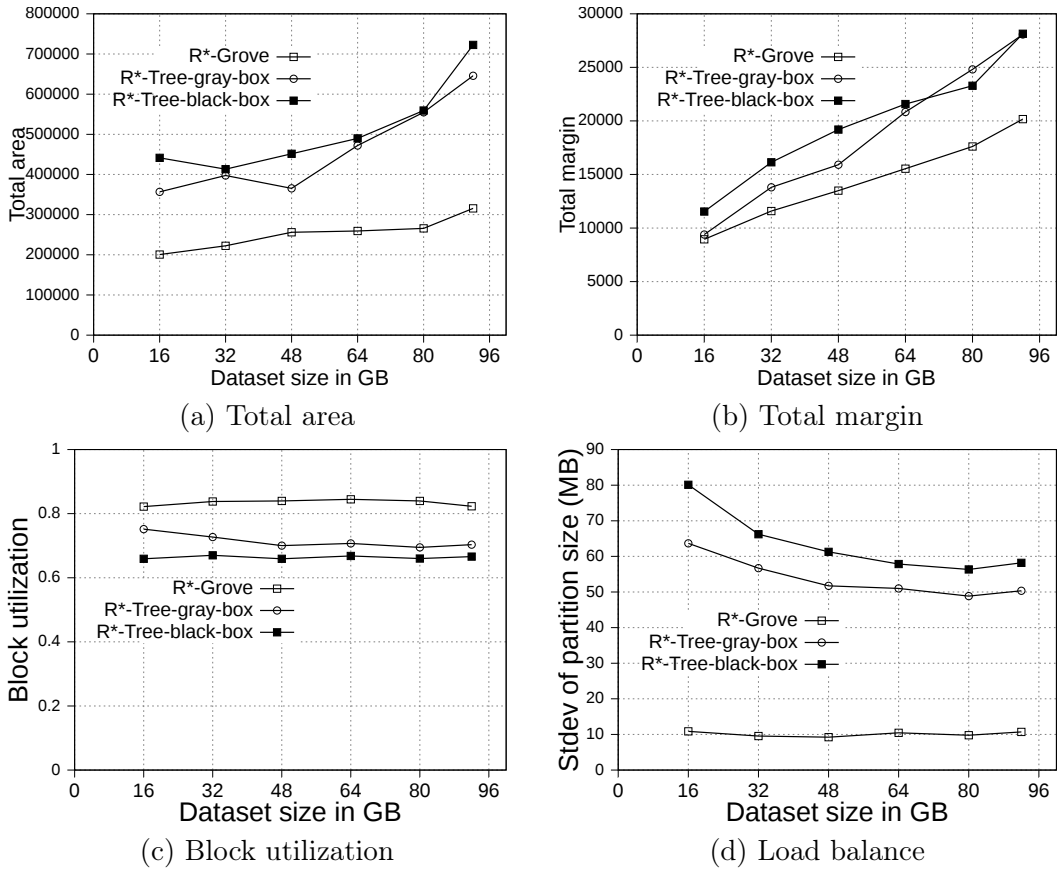 800000
700000
600000
500000
400000
300000
200000
100000
0
Total area
R*-Grove
R*-Tree-gray-box
R*-Tree-black-box
0 16 32 48 64 80 96
Dataset size in GB
(a) Total area
30000
25000
20000
15000
10000
5000
0
Total margin
R*-Grove
R*-Tree-gray-box
R*-Tree-black-box
0 16 32 48 64 80 96
Dataset size in GB
(b) Total margin
1
0.8
0.6
0.4
0.2
0
Block utilization
R*-Grove
R*-Tree-gray-box
R*-Tree-black-box
0 16 32 48 64 80 96
Dataset size in GB
(c) Block utilization
90
80
70
60
50
40
30
20
10
0
Stdev of partition size (MB)
R*-Grove
R*-Tree-gray-box
R*-Tree-black-box
0 16 32 48 64 80 96
Dataset size in GB
(d) Load balance